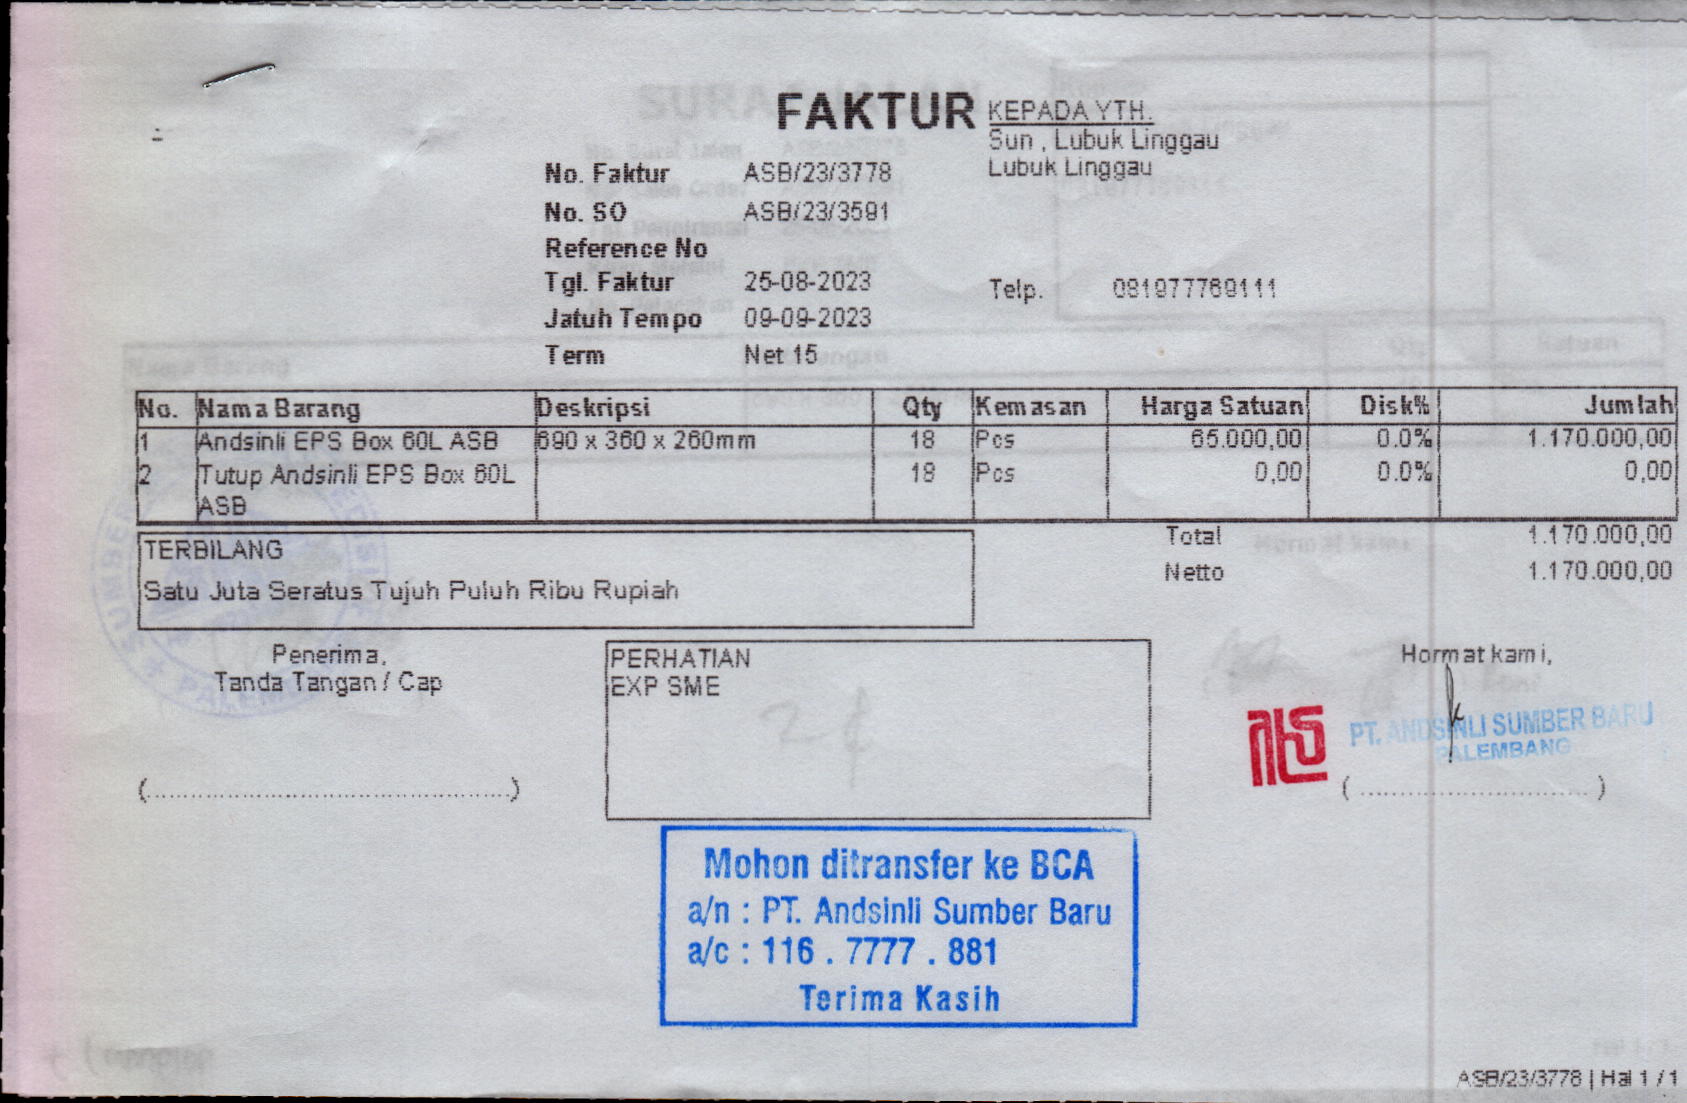 FAKTUR
KEPADA YTH.
Sun , Lubuk Linggau
Lubuk Linggau
No. Faktur ASB/23/3778
No. SO ASB/23/3591
Reference No
Tgl. Faktur 25-08-2023
Telp. 081977769111
Jatuh Tempo 09-09-2023
Term Net 15
No. Nama Barang Deskripsi Qty Kemasan Harga Satuan Disk% Jumlah
1 Andsinli EPS Box 60L ASB 690 x 360 x 260mm 18 Pcs 65.000,00 0.0% 1.170.000,00
2 Tutup Andsinli EPS Box 60L 18 Pcs 0,00 0.0% 0,00
ASB
Total 1.170.000,00
TERBILANG
Netto 1.170.000,00
Satu Juta Seratus Tujuh Puluh Ribu Rupiah
Penerima,
Tanda Tangan / Cap
PERHATIAN
EXP SME
Hormat kami,
PT. ANDSINLI SUMBER BARU
PALEMBANG
(..............................................)
( ............................. )
Mohon ditransfer ke BCA
a/n : PT. Andsinli Sumber Baru
a/c : 116 . 7777 . 881
Terima Kasih
ASB/23/3778 | Hal 1 / 1